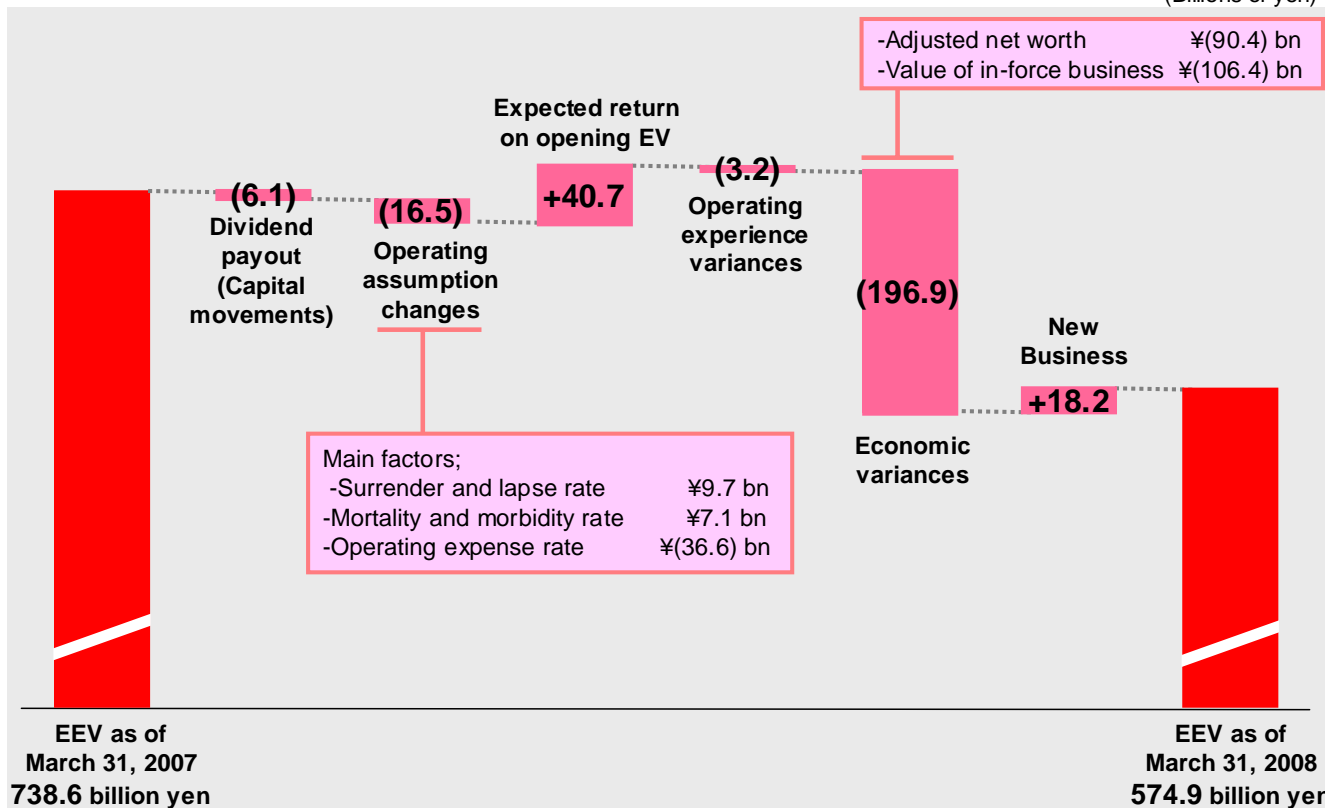 (Billions of yen)
-Adjusted net worth ¥(90.4) bn
-Value of in-force business ¥(106.4) bn
Expected return
on opening EV
(6.1)
Dividend
payout
(Capital
movements)
(16.5)
Operating
assumption
changes
+40.7
(3.2)
Operating
experience
variances
(196.9)
Economic
variances
New
Business
+18.2
Main factors;
-Surrender and lapse rate ¥9.7 bn
-Mortality and morbidity rate ¥7.1 bn
-Operating expense rate ¥(36.6) bn
EEV as of
March 31, 2007
738.6 billion yen
EEV as of
March 31, 2008
574.9 billion yen